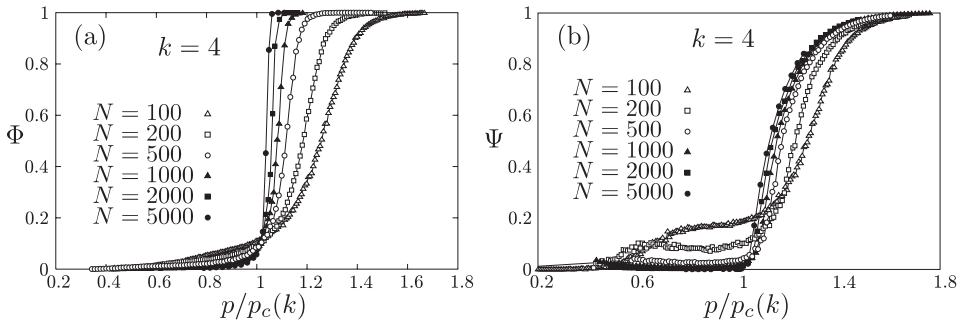 (a)
k = 4
1
0.8
0.6
0.4
0.2
0
Φ
N = 100
N = 200
N = 500
N = 1000
N = 2000
N = 5000
0.2 0.4 0.6 0.8 1.0 1.2 1.4 1.6 1.8
p/p_c(k)
(b)
k = 4
1
0.8
0.6
0.4
0.2
0
Ψ
N = 100
N = 200
N = 500
N = 1000
N = 2000
N = 5000
0.2 0.6 1 1.4 1.8
p/p_c(k)